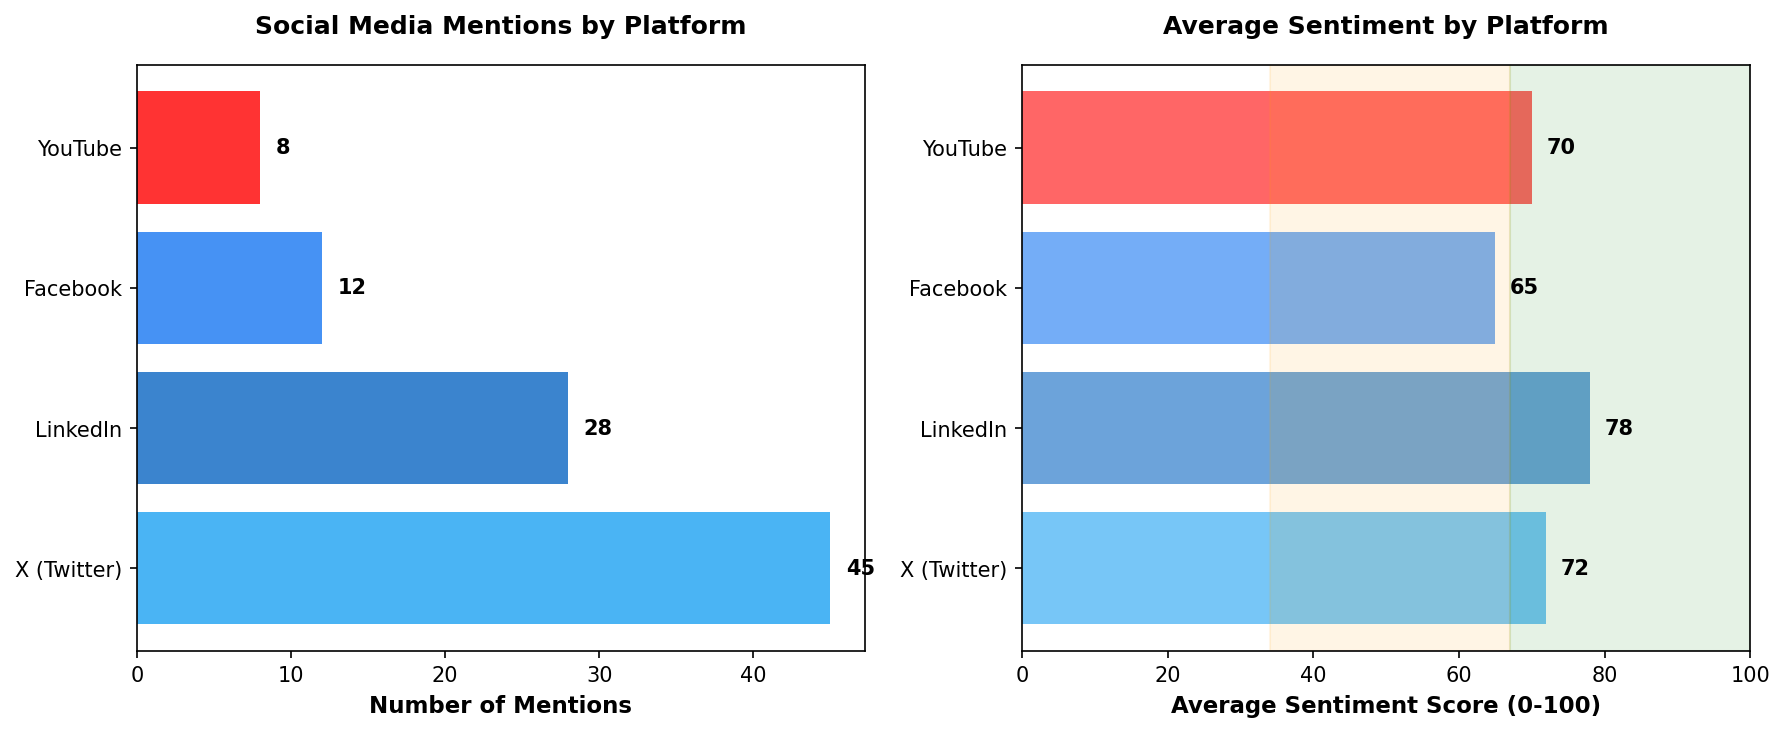 Social Media Mentions by Platform
YouTube
8
Facebook
12
LinkedIn
28
X (Twitter)
45
0 10 20 30 40
Number of Mentions
Average Sentiment by Platform
YouTube
70
Facebook
65
LinkedIn
78
X (Twitter)
72
0 20 40 60 80 100
Average Sentiment Score (0-100)